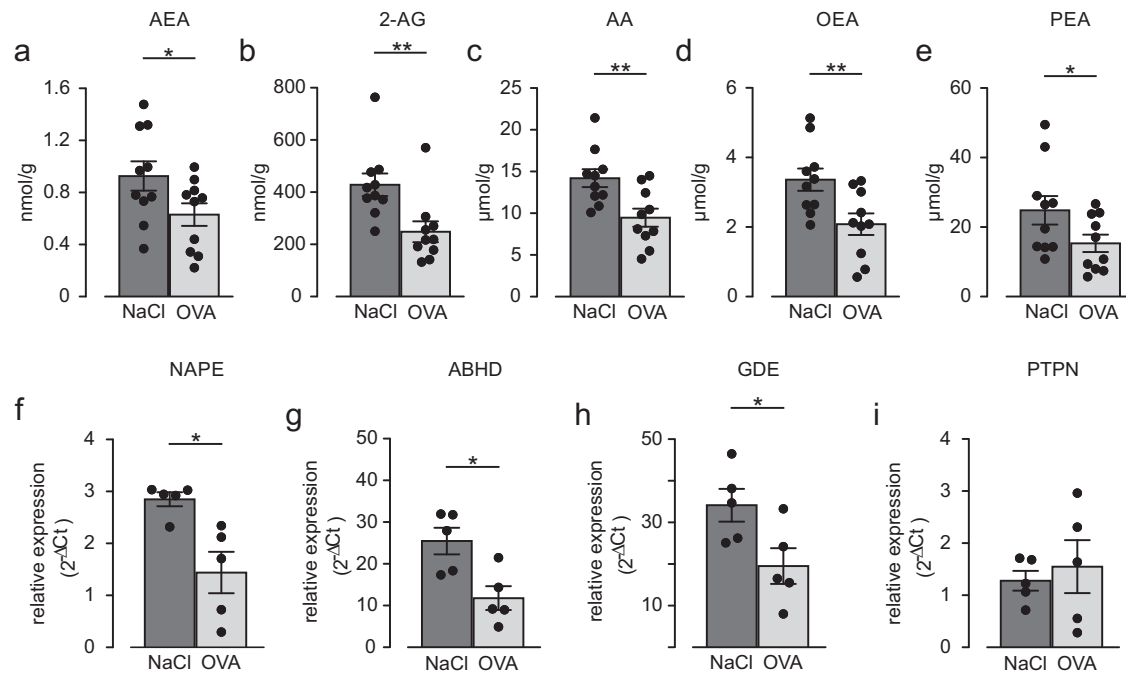 AEA 2-AG AA OEA PEA
a b c d e
* ** ** ** *
nmol/g nmol/g µmol/g µmol/g µmol/g
1.6 800 25 6 60
20
1.2 600
15 4 40
0.8 400
10
2 20
0.4 200
5
0 0 0 0 0
NaCl OVA NaCl OVA NaCl OVA NaCl OVA NaCl OVA
NAPE ABHD GDE PTPN
f g h i
* * *
relative expression relative expression relative expression relative expression
(2-ΔCt ) (2-ΔCt ) (2-ΔCt ) (2-ΔCt )
4 50 50 4
3 3
30 30
2 2
1 10 10 1
0 0 0
NaCl OVA NaCl OVA NaCl OVA NaCl OVA